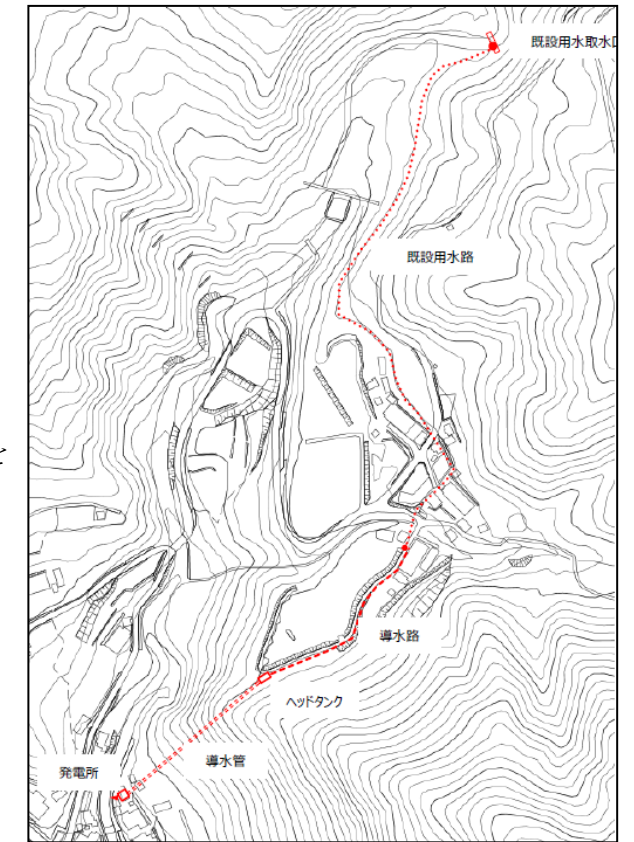 既設用水取水口
既設用水路
導水路
ヘッドタンク
導水管
発電所